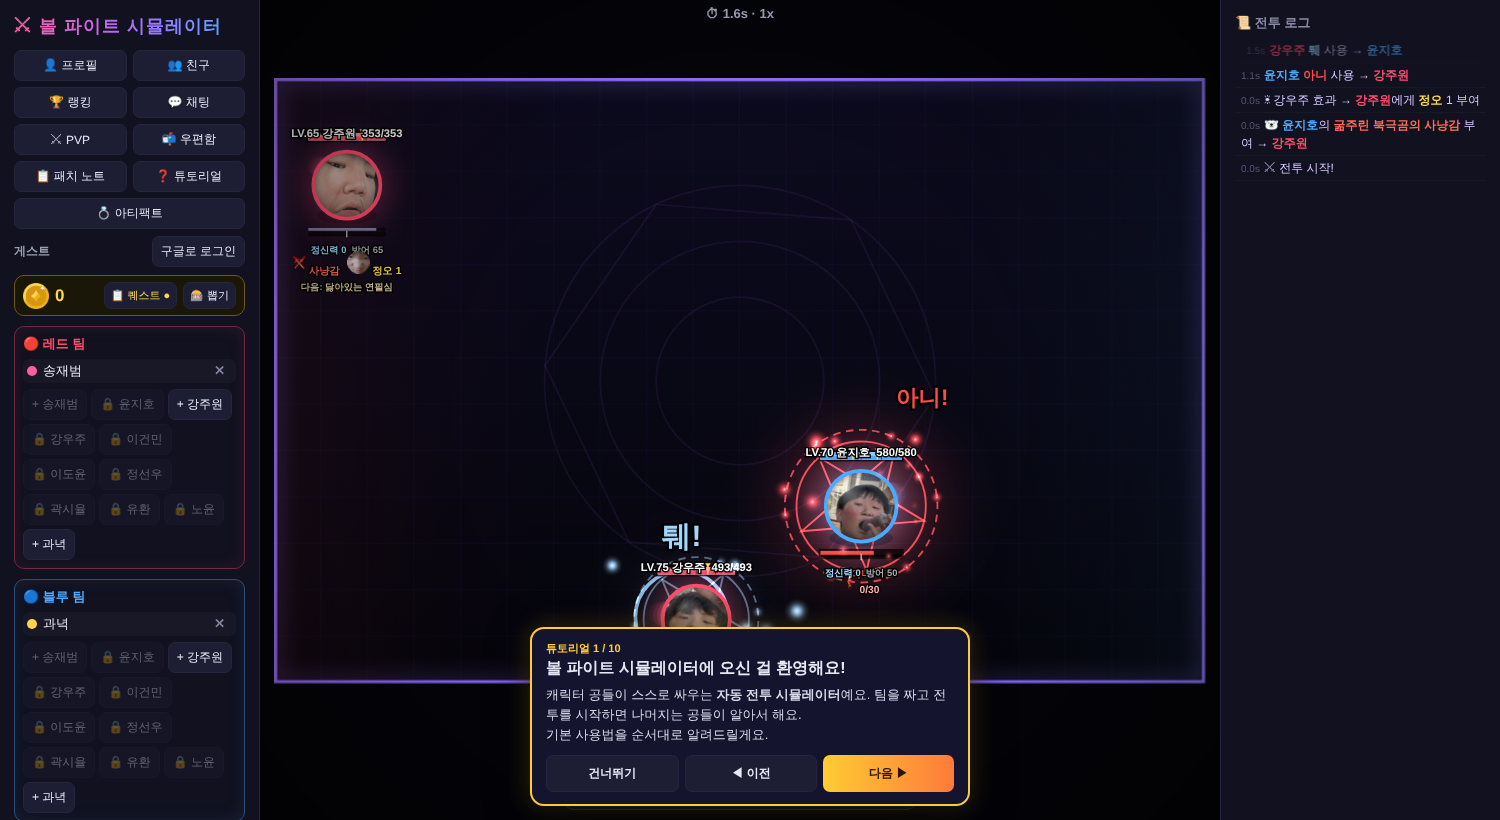 ⚔ 볼 파이트 시뮬레이터
👤 프로필
👥 친구
🏆 랭킹
💬 채팅
⚔ PVP
📬 우편함
📋 패치 노트
❓ 튜토리얼
💍 아티팩트
게스트
구글로 로그인
0
📋 퀘스트 ●
🎰 뽑기
🔴 레드 팀
송재범 ✕
+ 송재범
🔒 윤지호
+ 강주원
🔒 강우주
🔒 이건민
🔒 이도윤
🔒 정선우
🔒 곽시율
🔒 유환
🔒 노윤
+ 과녁
🔵 블루 팀
과녁 ✕
+ 송재범
🔒 윤지호
+ 강주원
🔒 강우주
🔒 이건민
🔒 이도윤
🔒 정선우
🔒 곽시율
🔒 유환
🔒 노윤
+ 과녁
⏱ 1.6s · 1x
LV.65 강주원 353/353
정신력 0 방어 65
사냥감
정오 1
다음: 닳아있는 연필심
아니!
LV.70 윤지호 580/580
정신력 0 방어 50
0/30
퉤!
LV.75 강우주 493/493
튜토리얼 1 / 10
볼 파이트 시뮬레이터에 오신 걸 환영해요!
캐릭터 공들이 스스로 싸우는 자동 전투 시뮬레이터예요. 팀을 짜고 전
투를 시작하면 나머지는 공들이 알아서 해요.
기본 사용법을 순서대로 알려드릴게요.
건너뛰기
◀ 이전
다음 ▶
📜 전투 로그
1.5s 강우주 퉤 사용 → 윤지호
1.1s 윤지호 아니 사용 → 강주원
0.0s ☀강우주 효과 → 강주원에게 정오 1 부여
0.0s 🐻‍❄️ 윤지호의 굶주린 북극곰의 사냥감 부
여 → 강주원
0.0s ⚔ 전투 시작!